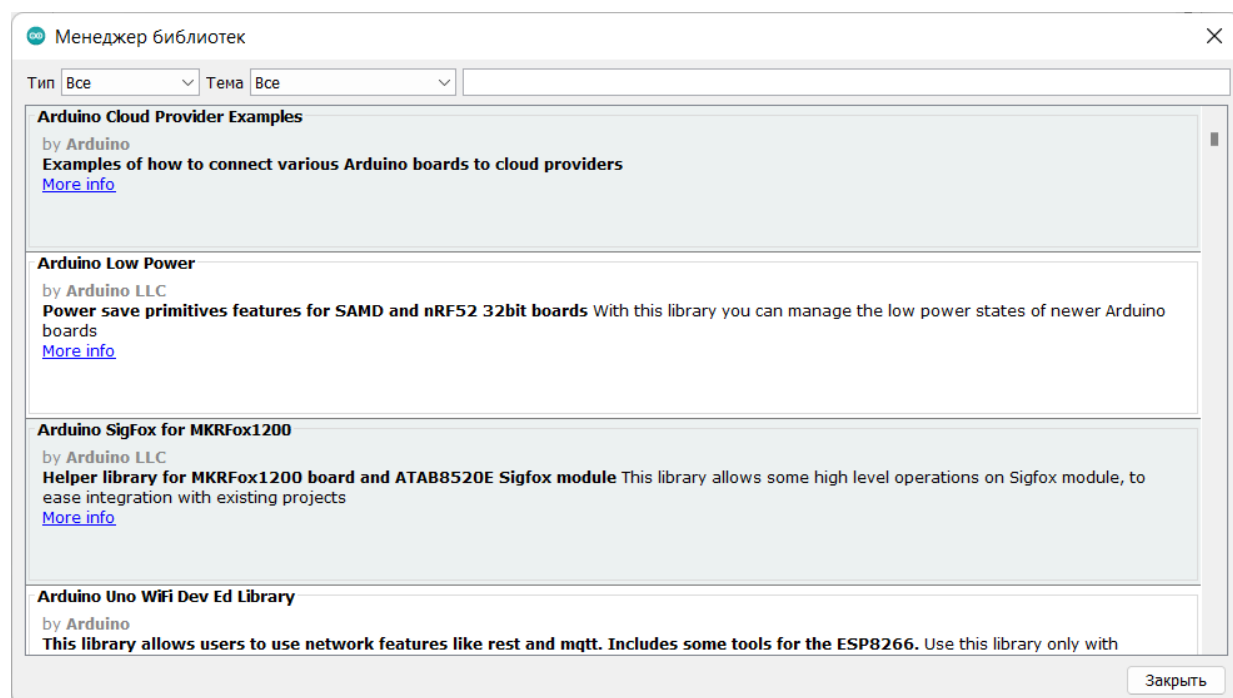 Менеджер библиотек
Тип Все Тема Все
Arduino Cloud Provider Examples
by Arduino
Examples of how to connect various Arduino boards to cloud providers
More info
Arduino Low Power
by Arduino LLC
Power save primitives features for SAMD and nRF52 32bit boards With this library you can manage the low power states of newer Arduino
boards
More info
Arduino SigFox for MKRFox1200
by Arduino LLC
Helper library for MKRFox1200 board and ATAB8520E Sigfox module This library allows some high level operations on Sigfox module, to
ease integration with existing projects
More info
Arduino Uno WiFi Dev Ed Library
by Arduino
This library allows users to use network features like rest and mqtt. Includes some tools for the ESP8266. Use this library only with
Закрыть